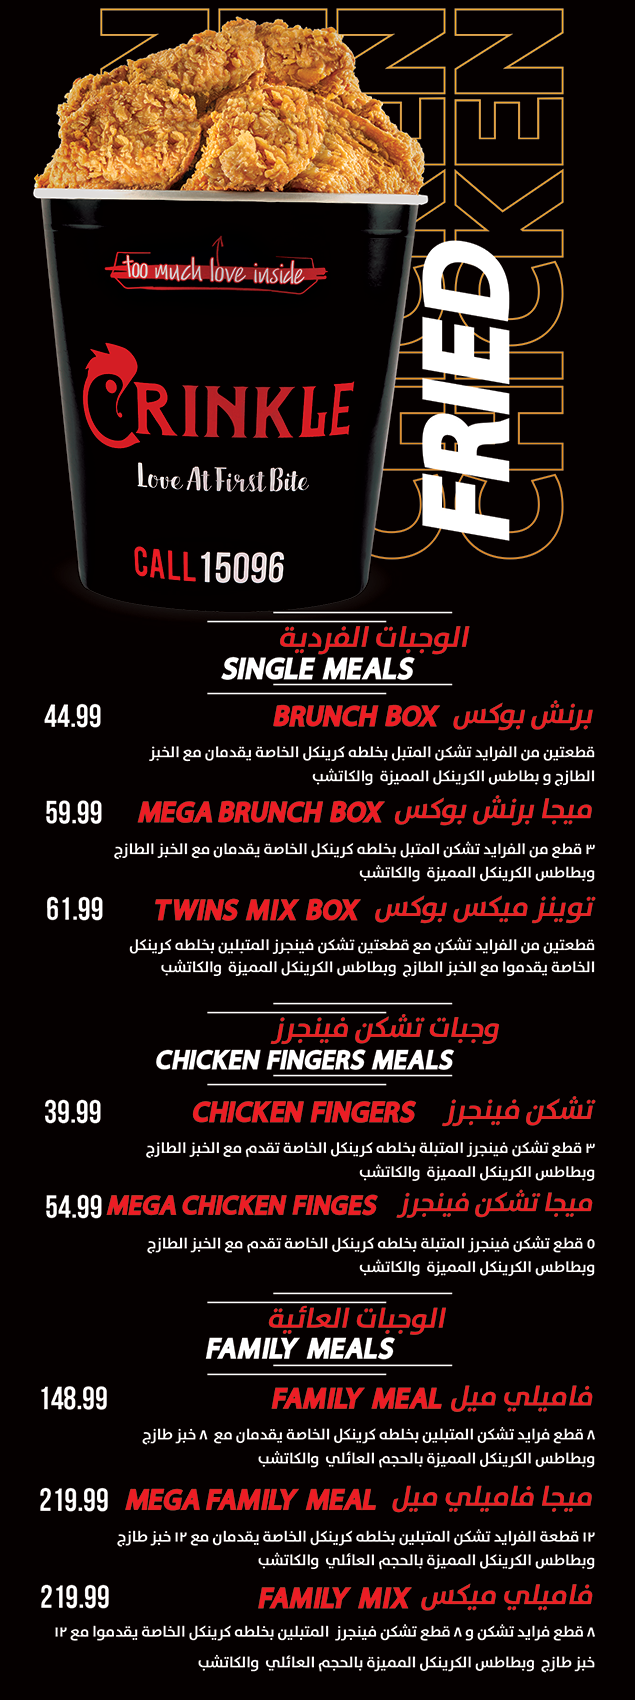 CHICKEN
CHICKEN
FRIED
too much love inside
CRINKLE
Love At First Bite
CALL 15096
الوجبات الفردية
SINGLE MEALS
برنش بوكس BRUNCH BOX 44.99
قطعتين من الفرايد تشكن المتبل بخلطه كرينكل الخاصة يقدمان مع الخبز
الطازج و بطاطس الكرينكل المميزة والكاتشب
ميجا برنش بوكس MEGA BRUNCH BOX 59.99
٣ قطع من الفرايد تشكن المتبل بخلطه كرينكل الخاصة يقدمان مع الخبز الطازج
وبطاطس الكرينكل المميزة والكاتشب
توينز ميكس بوكس TWINS MIX BOX 61.99
قطعتين من الفرايد تشكن مع قطعتين تشكن فينجرز المتبلين بخلطه كرينكل
الخاصة يقدموا مع الخبز الطازج وبطاطس الكرينكل المميزة والكاتشب
وجبات تشكن فينجرز
CHICKEN FINGERS MEALS
تشكن فينجرز CHICKEN FINGERS 39.99
٣ قطع تشكن فينجرز المتبلة بخلطه كرينكل الخاصة تقدم مع الخبز الطازج
وبطاطس الكرينكل المميزة والكاتشب
ميجا تشكن فينجرز MEGA CHICKEN FINGES 54.99
٥ قطع تشكن فينجرز المتبلة بخلطه كرينكل الخاصة تقدم مع الخبز الطازج
وبطاطس الكرينكل المميزة والكاتشب
الوجبات العائية
FAMILY MEALS
فاميلي ميل FAMILY MEAL 148.99
٨ قطع فرايد تشكن المتبلين بخلطه كرينكل الخاصة يقدمان مع ٨ خبز طازج
وبطاطس الكرينكل المميزة بالحجم العائلي والكاتشب
ميجا فاميلي ميل MEGA FAMILY MEAL 219.99
١٢ قطعة الفرايد تشكن المتبلين بخلطه كرينكل الخاصة يقدمان مع ١٢ خبز طازج
وبطاطس الكرينكل المميزة بالحجم العائلي والكاتشب
فاميلي ميكس FAMILY MIX 219.99
٨ قطع فرايد تشكن و ٨ قطع تشكن فينجرز المتبلين بخلطه كرينكل الخاصة يقدموا مع ١٢
خبز طازج وبطاطس الكرينكل المميزة بالحجم العائلي والكاتشب